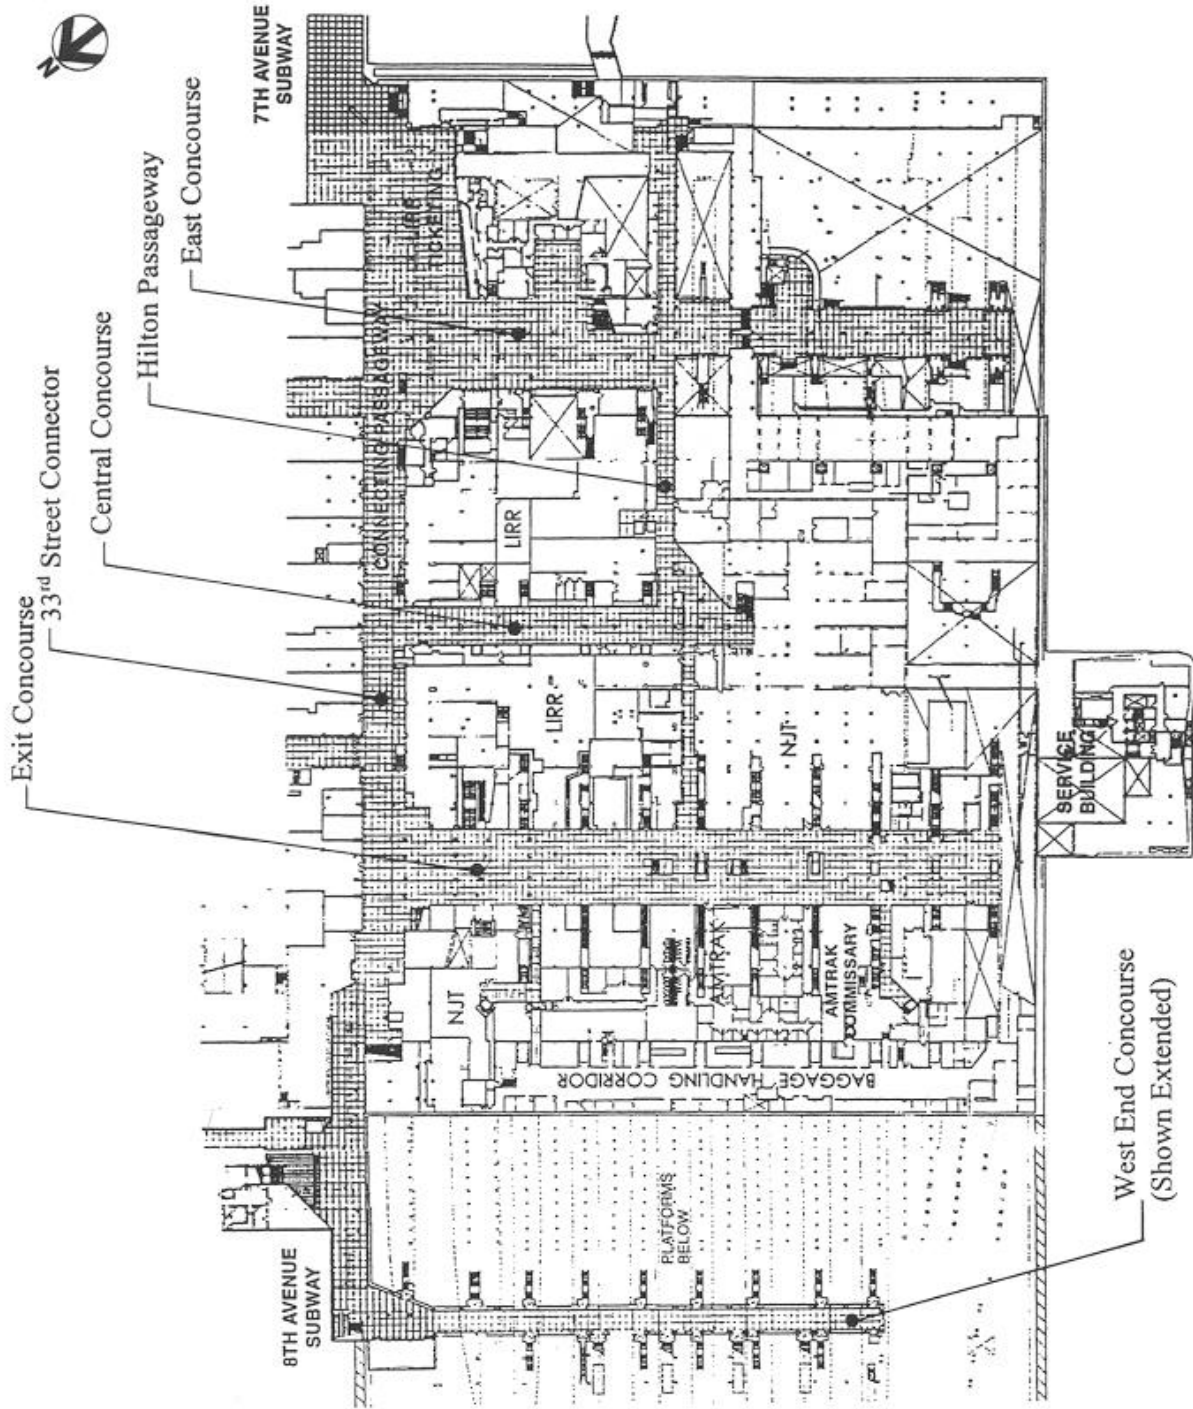 N
7TH AVENUE
SUBWAY
Exit Concourse
33rd Street Connector
Central Concourse
Hilton Passageway
East Concourse
CONNECTING PASSAGEWAY
LIRR
TICKETING
LIRR
LIRR
NJT
NJT
AMTRAK
AMTRAK
COMMISSARY
BAGGAGE HANDLING CORRIDOR
SERVICE
BUILDING
8TH AVENUE
SUBWAY
PLATFORMS
BELOW
West End Concourse
(Shown Extended)